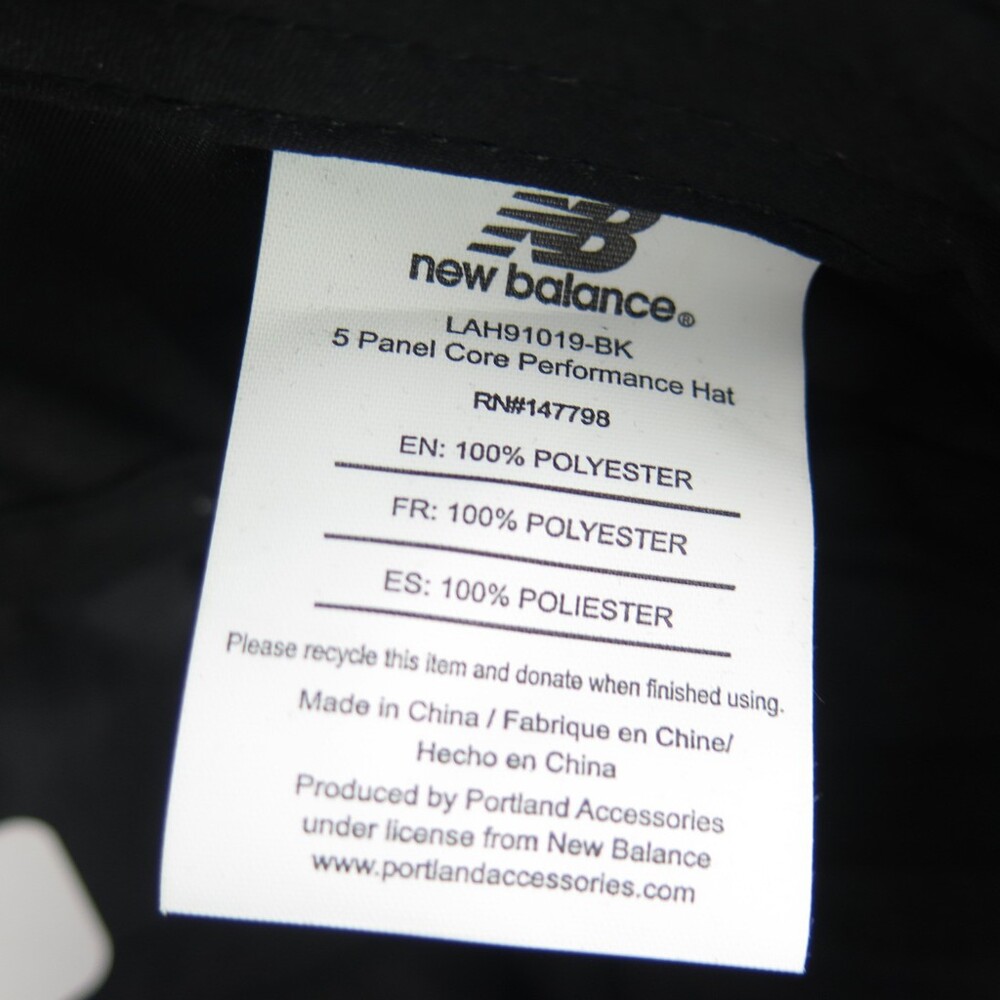 NB
new balance®
LAH91019-BK
5 Panel Core Performance Hat
RN#147798
EN: 100% POLYESTER
FR: 100% POLYESTER
ES: 100% POLIESTER
Please recycle this item and donate when finished using.
Made in China / Fabrique en Chine/
Hecho en China
Produced by Portland Accessories
under license from New Balance
www.portlandaccessories.com